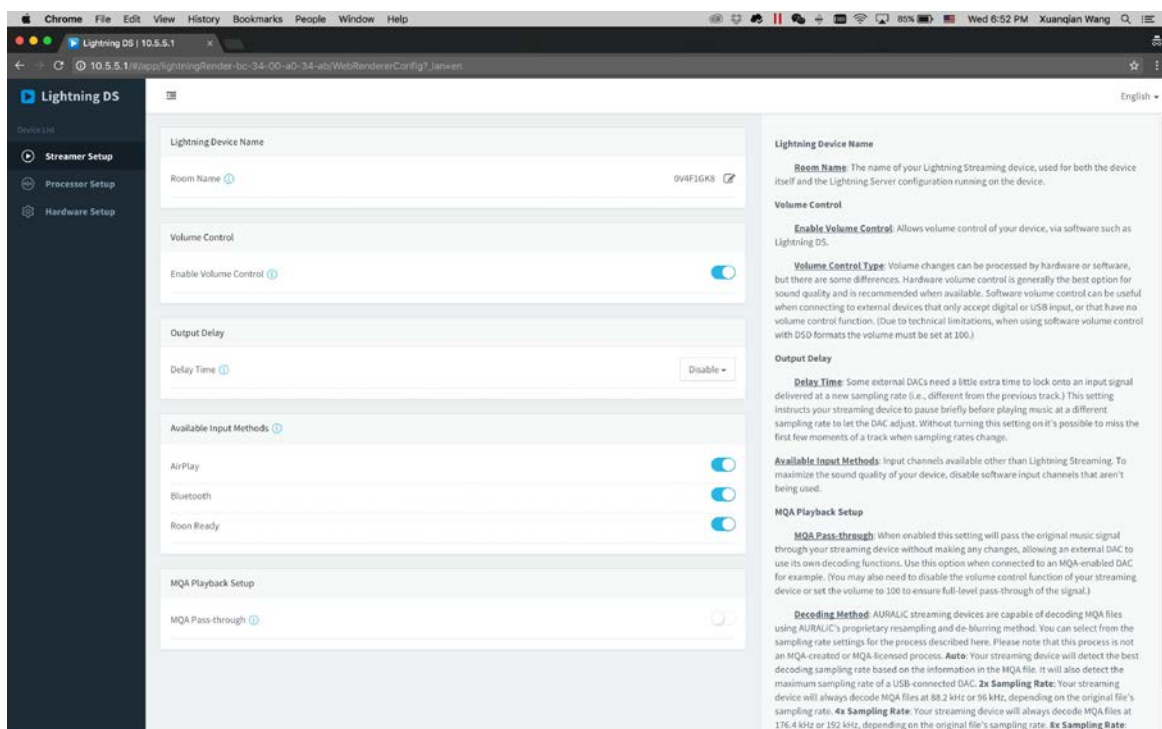 Chrome File Edit View History Bookmarks People Window Help 85% Wed 6:52 PM Xuanqian Wang
Lightning DS | 10.5.5.1
10.5.5.1/#/app/lightningRender-bc-34-00-a0-34-ab/WebRendererConfig?_lan=en
Lightning DS
English
Device List
Streamer Setup
Processor Setup
Hardware Setup
Lightning Device Name
Room Name 0V4F1GK8
Volume Control
Enable Volume Control
Output Delay
Delay Time Disable
Available Input Methods
AirPlay
Bluetooth
Roon Ready
MQA Playback Setup
MQA Pass-through
Lightning Device Name
Room Name: The name of your Lightning Streaming device, used for both the device
itself and the Lightning Server configuration running on the device.
Volume Control
Enable Volume Control: Allows volume control of your device, via software such as
Lightning DS.
Volume Control Type: Volume changes can be processed by hardware or software,
but there are some differences. Hardware volume control is generally the best option for
sound quality and is recommended when available. Software volume control can be useful
when connecting to external devices that only accept digital or USB input, or that have no
volume control function. (Due to technical limitations, when using software volume control
with DSD formats the volume must be set at 100.)
Output Delay
Delay Time: Some external DACs need a little extra time to lock onto an input signal
delivered at a new sampling rate (i.e., different from the previous track.) This setting
instructs your streaming device to pause briefly before playing music at a different
sampling rate to let the DAC adjust. Without turning this setting on it's possible to miss the
first few moments of a track when sampling rates change.
Available Input Methods: Input channels available other than Lightning Streaming. To
maximize the sound quality of your device, disable software input channels that aren't
being used.
MQA Playback Setup
MQA Pass-through: When enabled this setting will pass the original music signal
through your streaming device without making any changes, allowing an external DAC to
use its own decoding functions. Use this option when connected to an MQA-enabled DAC
for example. (You may also need to disable the volume control function of your streaming
device or set the volume to 100 to ensure full-level pass-through of the signal.)
Decoding Method: AURALiC streaming devices are capable of decoding MQA files
using AURALiC's proprietary resampling and de-blurring method. You can select from the
sampling rate settings for the process described here. Please note that this process is not
an MQA-created or MQA-licensed process. Auto: Your streaming device will detect the best
decoding sampling rate based on the information in the MQA file. It will also detect the
maximum sampling rate of a USB-connected DAC. 2x Sampling Rate: Your streaming
device will always decode MQA files at 88.2 kHz or 96 kHz, depending on the original file's
sampling rate. 4x Sampling Rate: Your streaming device will always decode MQA files at
176.4 kHz or 192 kHz, depending on the original file's sampling rate. 8x Sampling Rate: